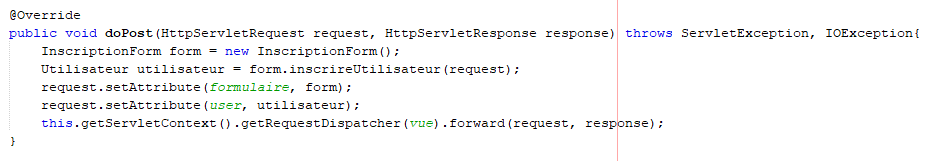 @Override
public void doPost(HttpServletRequest request, HttpServletResponse response) throws ServletException, IOException{
InscriptionForm form = new InscriptionForm();
Utilisateur utilisateur = form.inscrireUtilisateur(request);
request.setAttribute(formulaire, form);
request.setAttribute(user, utilisateur);
this.getServletContext().getRequestDispatcher(vue).forward(request, response);
}